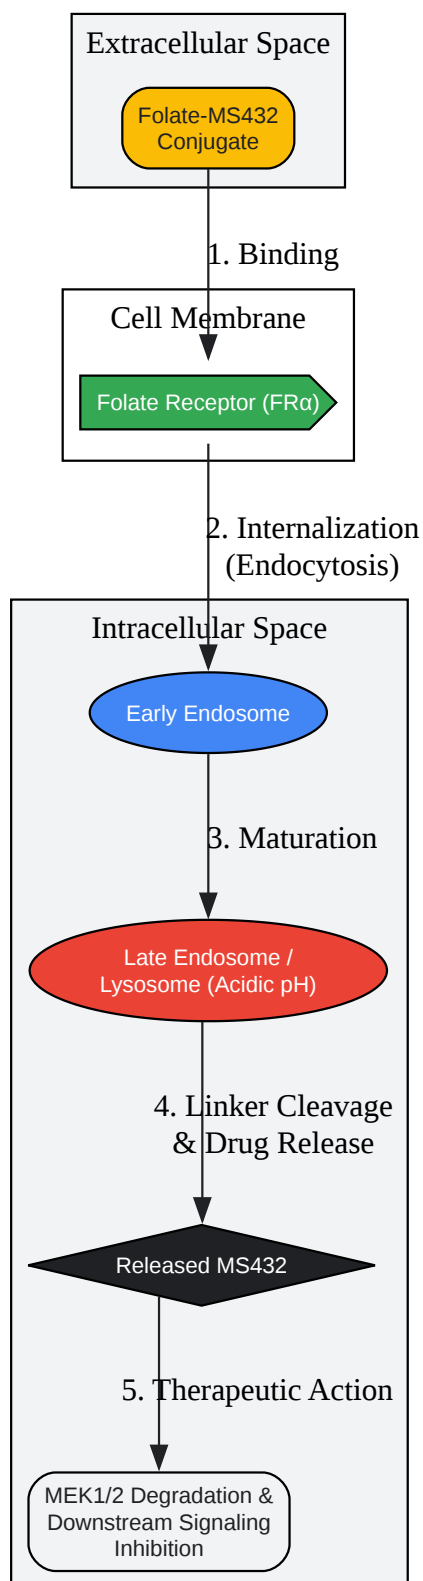 Extracellular Space
Folate-MS432
Conjugate
1. Binding
Cell Membrane
Folate Receptor (FRα)
2. Internalization
(Endocytosis)
Intracellular Space
Early Endosome
3. Maturation
Late Endosome /
Lysosome (Acidic pH)
4. Linker Cleavage
& Drug Release
Released MS432
5. Therapeutic Action
MEK1/2 Degradation &
Downstream Signaling
Inhibition